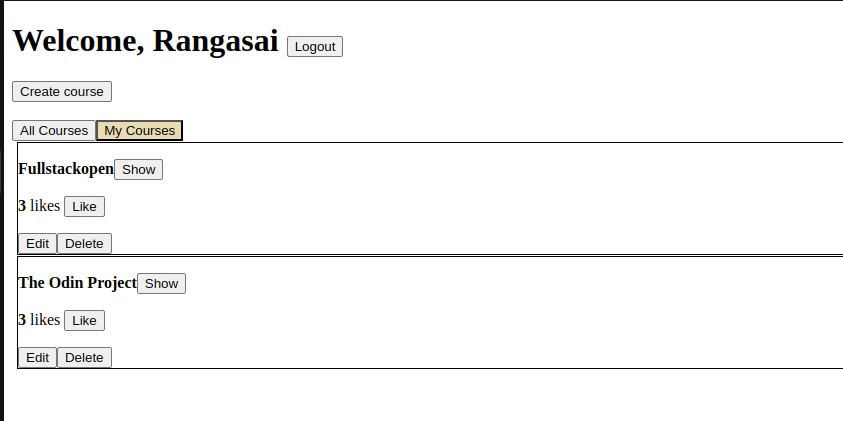 Welcome, Rangasai Logout
Create course
All Courses My Courses
Fullstackopen Show
3 likes Like
Edit Delete
The Odin Project Show
3 likes Like
Edit Delete